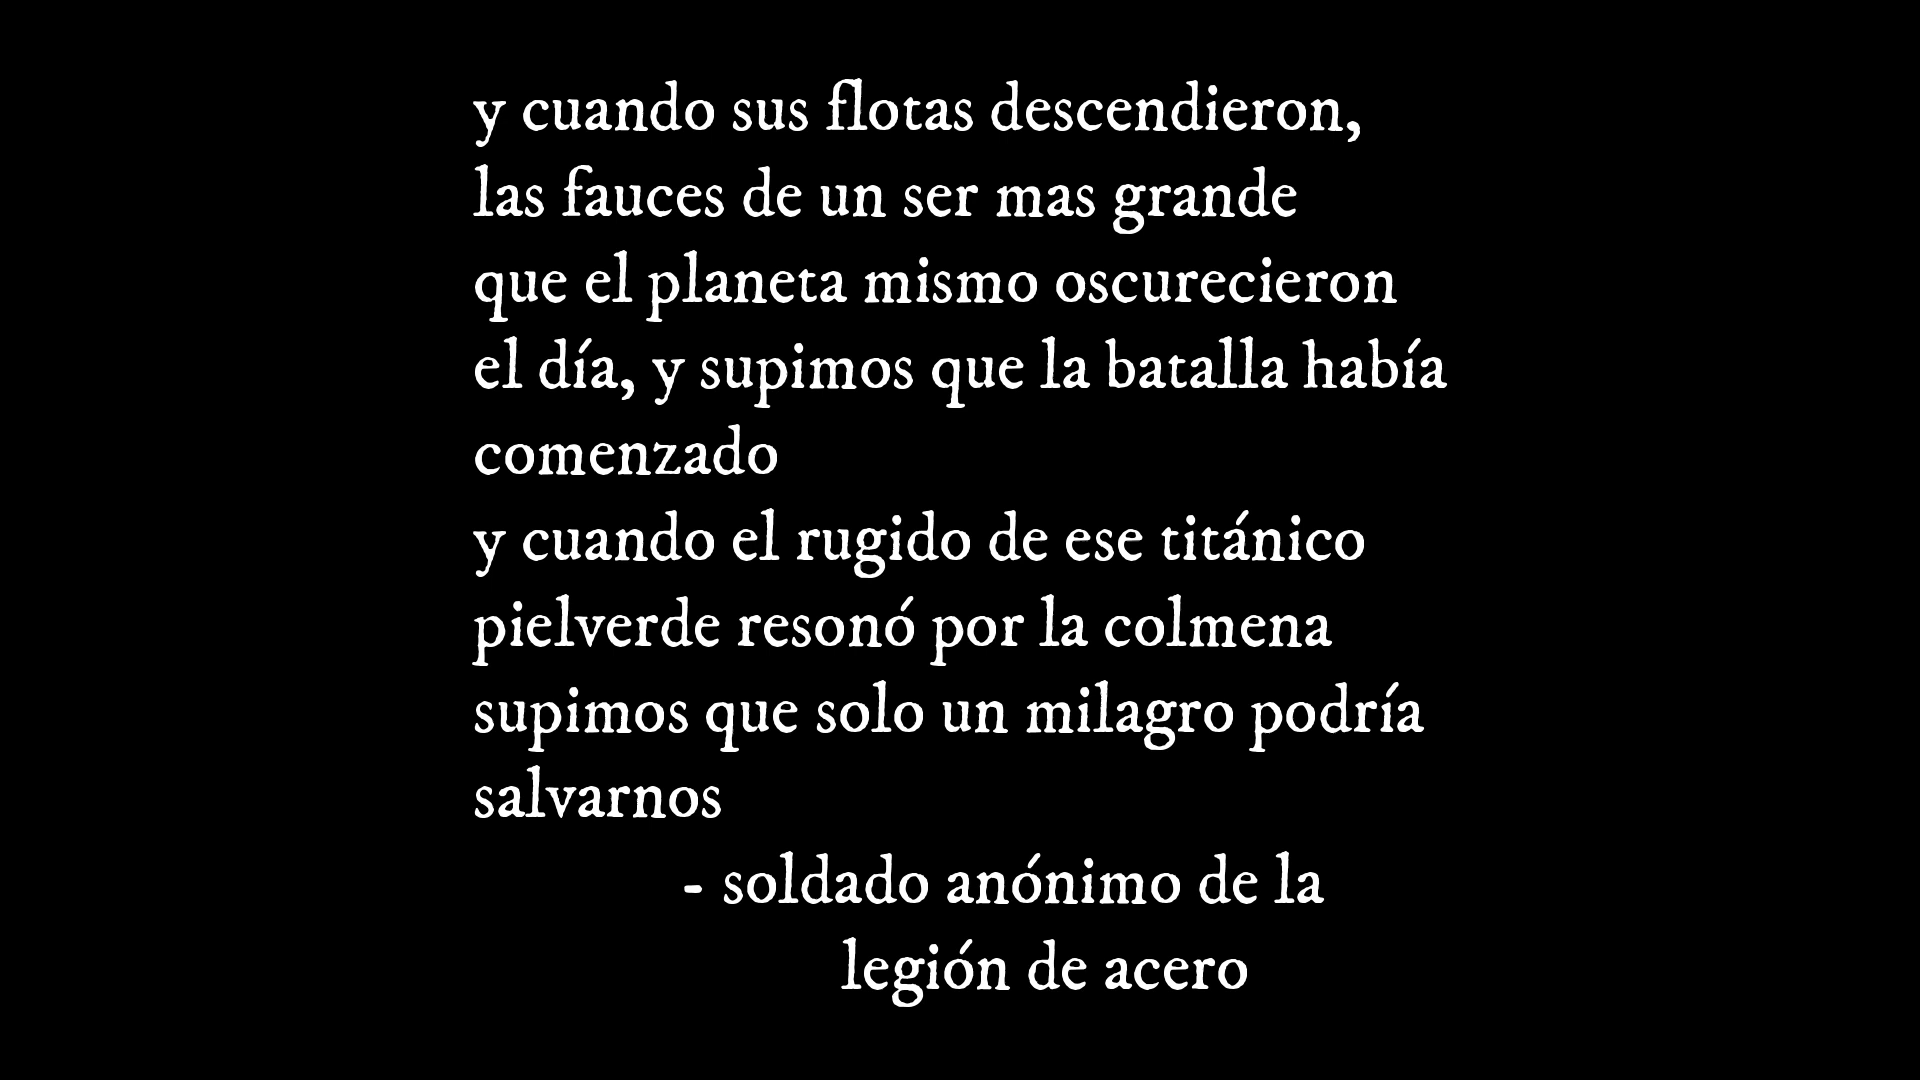 y cuando sus flotas descendieron,
las fauces de un ser mas grande
que el planeta mismo oscurecieron
el día, y supimos que la batalla había
comenzado
y cuando el rugido de ese titánico
pielverde resonó por la colmena
supimos que solo un milagro podría
salvarnos
- soldado anónimo de la
legión de acero